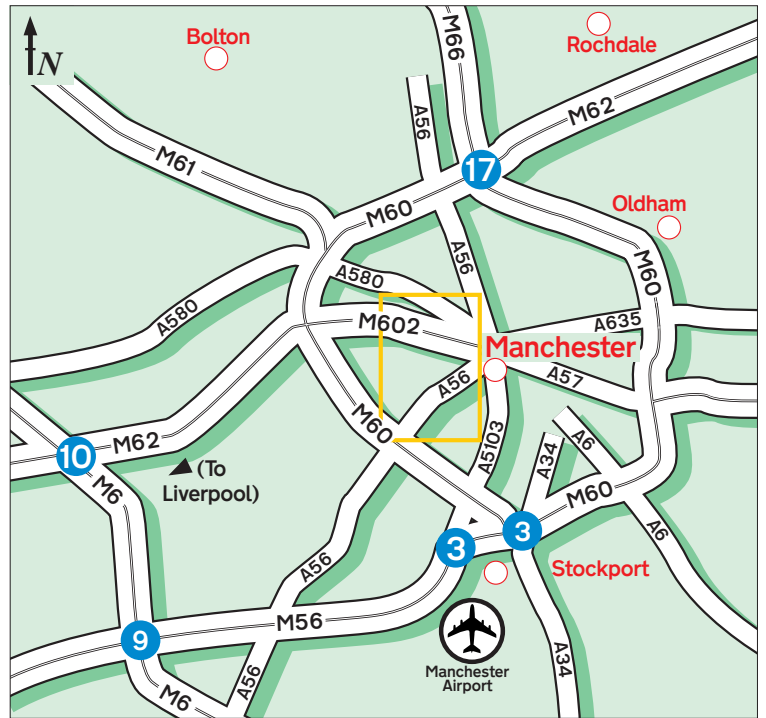 Bolton
M66
Rochdale
N
A56
M62
M61
17
Oldham
M60
A56
M60
A580
A580
M602
A635
Manchester
A56
A57
M60
A5103
A6
M62
10
A34
(To
Liverpool)
M6
M60
A6
3
3
A56
Stockport
M56
9
A34
Manchester
Airport
A56
M6